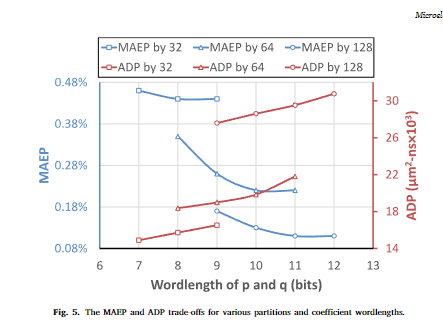 Microel
MAEP by 32 MAEP by 64 MAEP by 128
ADP by 32 ADP by 64 ADP by 128
0.48%
0.38%
0.28%
0.18%
0.08%
MAEP
30
26
22
18
14
ADP (μm²-ns×10³)
6 7 8 9 10 11 12 13
Wordlength of p and q (bits)
Fig. 5. The MAEP and ADP trade-offs for various partitions and coefficient wordlengths.